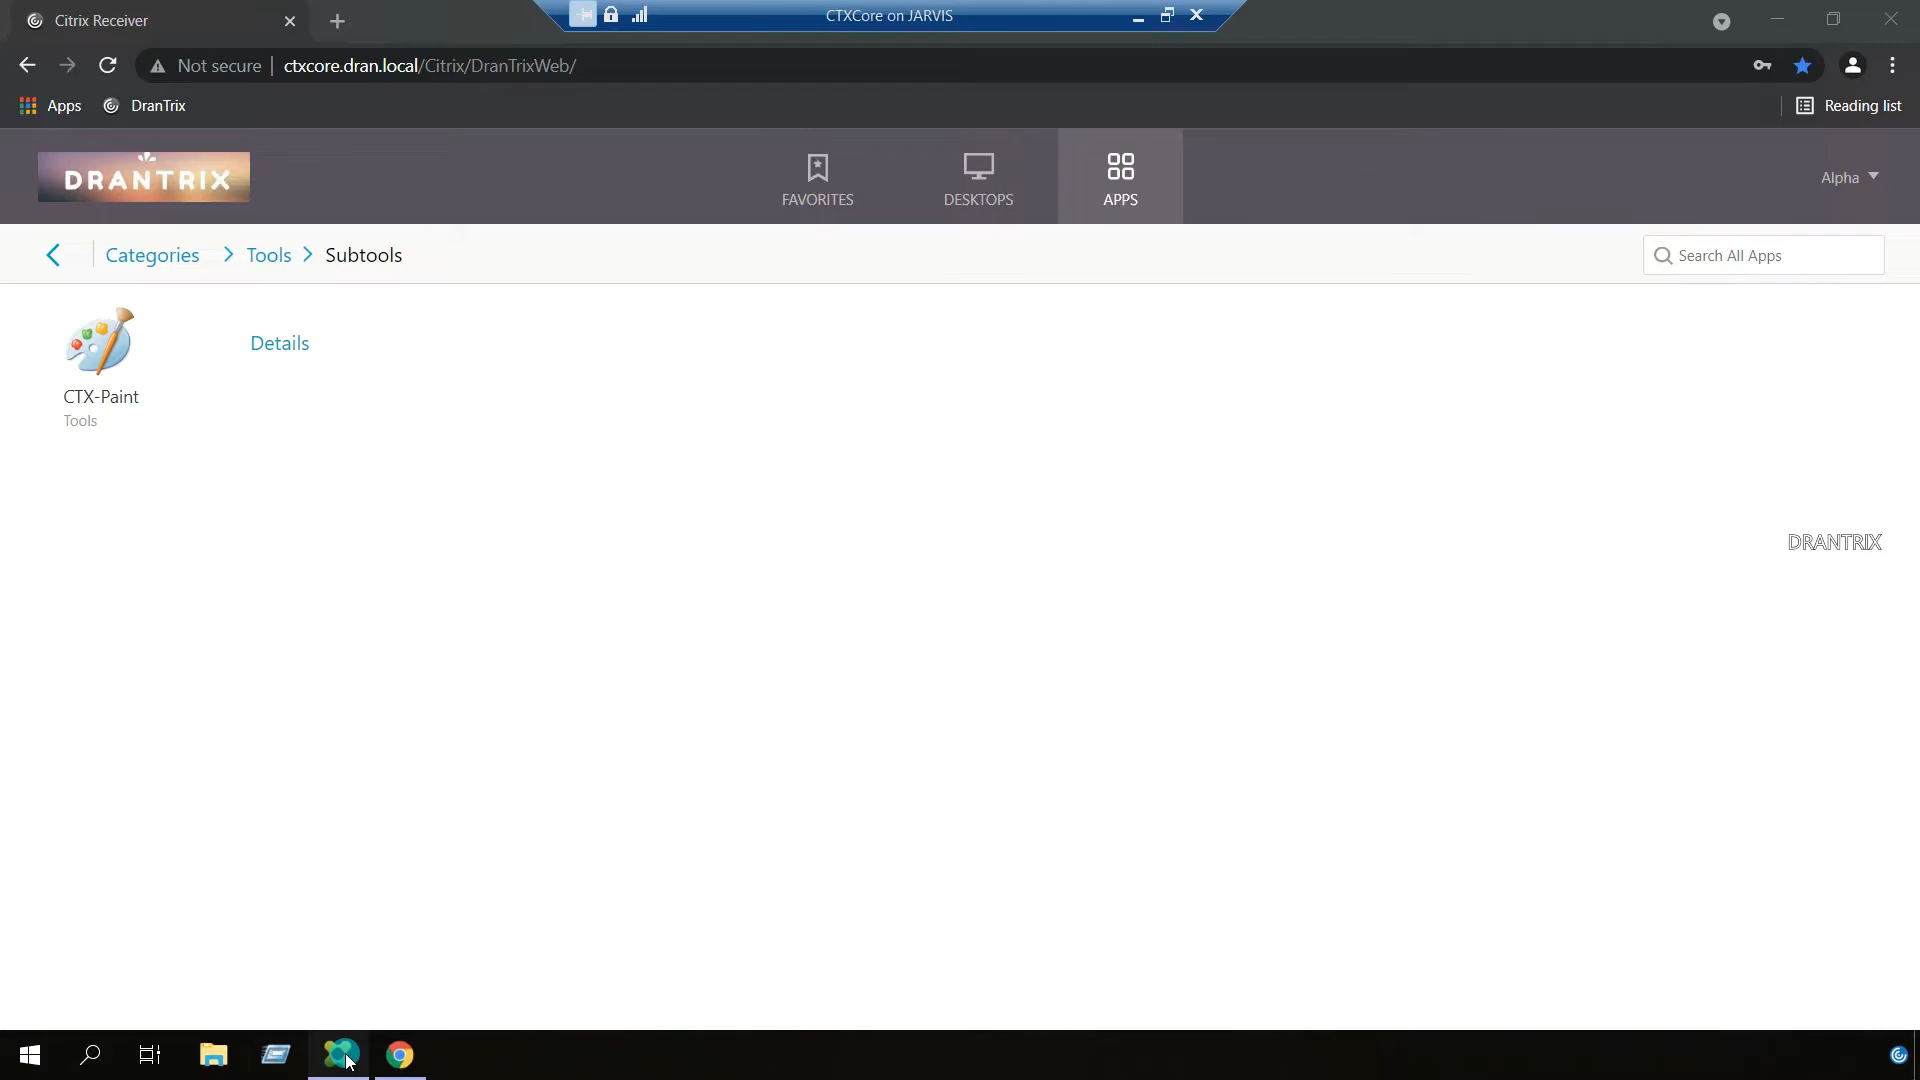 Citrix Receiver
CTXCore on JARVIS
Not secure
ctxcore.dran.local/Citrix/DranTrixWeb/
Apps
DranTrix
Reading list
DRANTRIX
FAVORITES
DESKTOPS
APPS
Alpha
Categories > Tools > Subtools
Search All Apps
Details
CTX-Paint
Tools
DRANTRIX